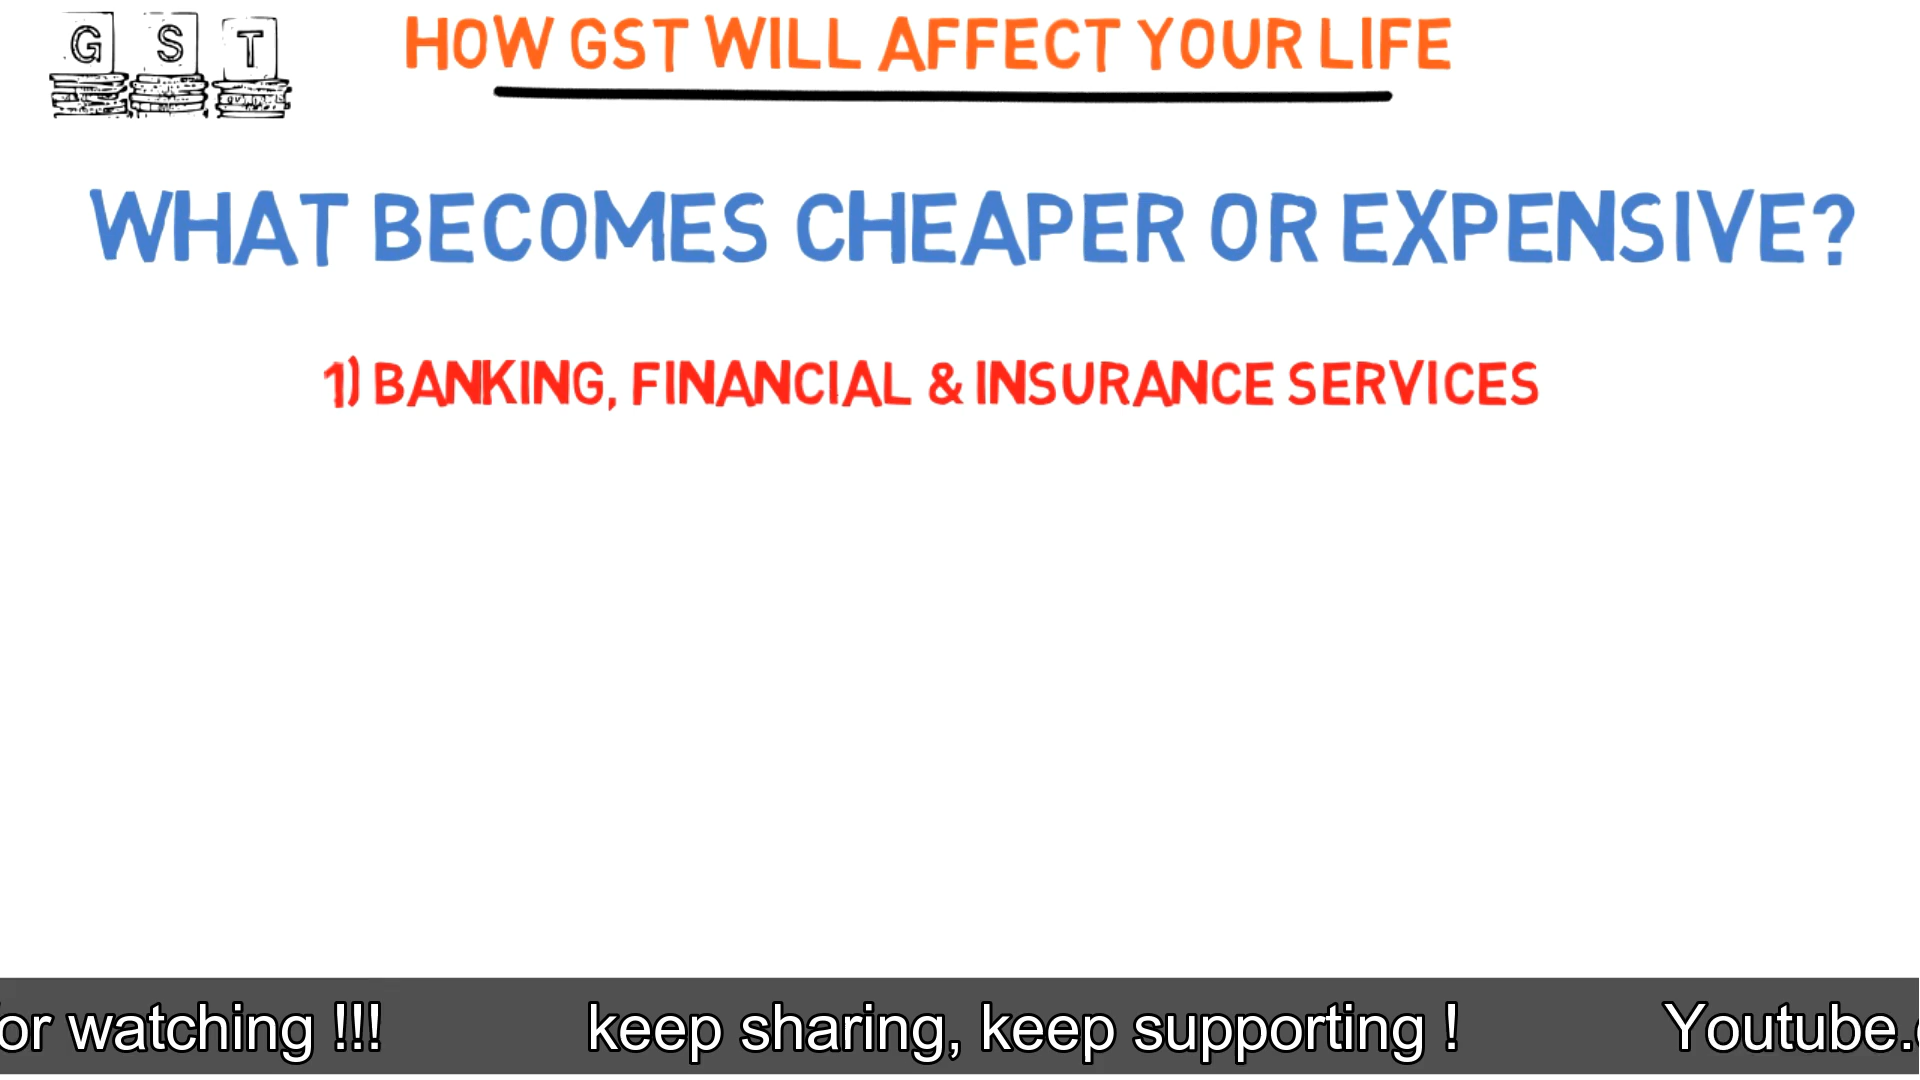 G S T
HOW GST WILL AFFECT YOUR LIFE
WHAT BECOMES CHEAPER OR EXPENSIVE?
1) BANKING, FINANCIAL & INSURANCE SERVICES
or watching !!! keep sharing, keep supporting ! Youtube.